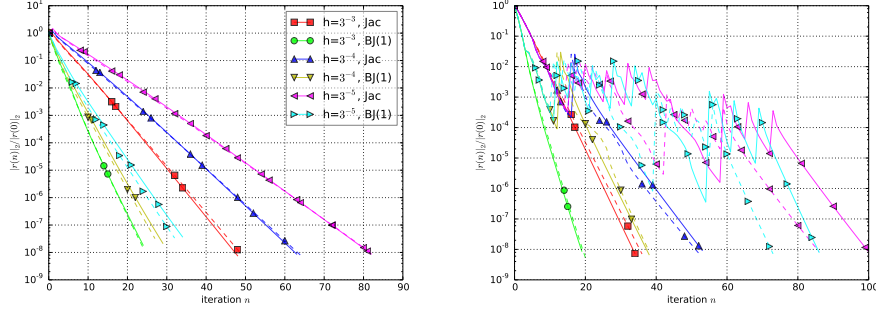 10^1
10^0
10^-1
10^-2
10^-3
10^-4
10^-5
10^-6
10^-7
10^-8
10^-9
|r(n)|_2/|r(0)|_2
0 10 20 30 40 50 60 70 80 90
iteration n
h=3^-3, Jac
h=3^-3, BJ(1)
h=3^-4, Jac
h=3^-4, BJ(1)
h=3^-5, Jac
h=3^-5, BJ(1)
10^0
10^-1
10^-2
10^-3
10^-4
10^-5
10^-6
10^-7
10^-8
10^-9
|r(n)|_2/|r(0)|_2
0 20 40 60 80 100
iteration n